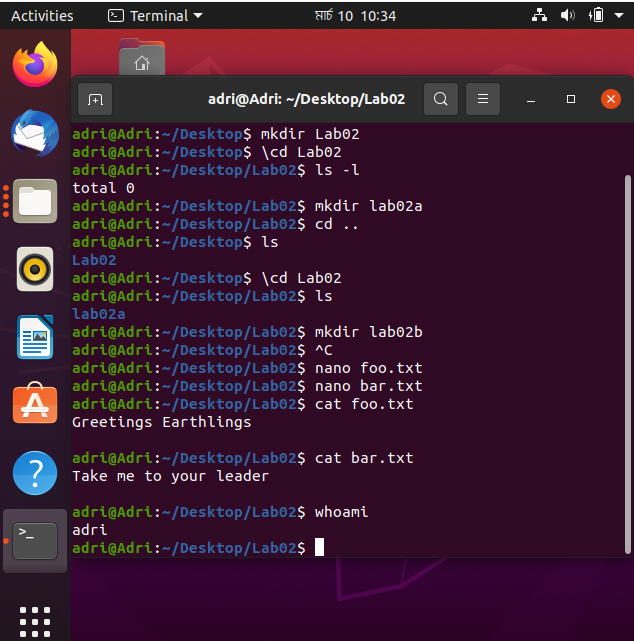 Activities Terminal মার্চ 10 10:34
adri@Adri: ~/Desktop/Lab02
adri@Adri:~/Desktop$ mkdir Lab02
adri@Adri:~/Desktop$ \cd Lab02
adri@Adri:~/Desktop/Lab02$ ls -l
total 0
adri@Adri:~/Desktop/Lab02$ mkdir lab02a
adri@Adri:~/Desktop/Lab02$ cd ..
adri@Adri:~/Desktop$ ls
Lab02
adri@Adri:~/Desktop$ \cd Lab02
adri@Adri:~/Desktop/Lab02$ ls
lab02a
adri@Adri:~/Desktop/Lab02$ mkdir lab02b
adri@Adri:~/Desktop/Lab02$ ^C
adri@Adri:~/Desktop/Lab02$ nano foo.txt
adri@Adri:~/Desktop/Lab02$ nano bar.txt
adri@Adri:~/Desktop/Lab02$ cat foo.txt
Greetings Earthlings
adri@Adri:~/Desktop/Lab02$ cat bar.txt
Take me to your leader
adri@Adri:~/Desktop/Lab02$ whoami
adri
adri@Adri:~/Desktop/Lab02$